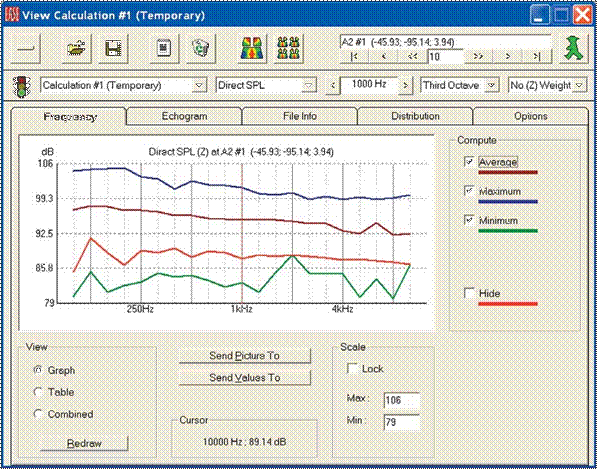 View Calculation #1 (Temporary)
A2 #1 (-45.93; -95.14; 3.94)
|< < << 10 >> > >|
Calculation #1 (Temporary) Direct SPL < 1000 Hz > Third Octave No (Z) Weight
Frequency Echogram File Info Distribution Options
dB Direct SPL (Z) at A2 #1 (-45.93; -95.14; 3.94)
106
99.3
92.5
85.8
79
250Hz 1kHz 4kHz
Compute
Average
Maximum
Minimum
Hide
View
Graph
Table
Combined
Redraw
Send Picture To
Send Values To
Cursor
10000 Hz ; 89.14 dB
Scale
Lock
Max : 106
Min : 79